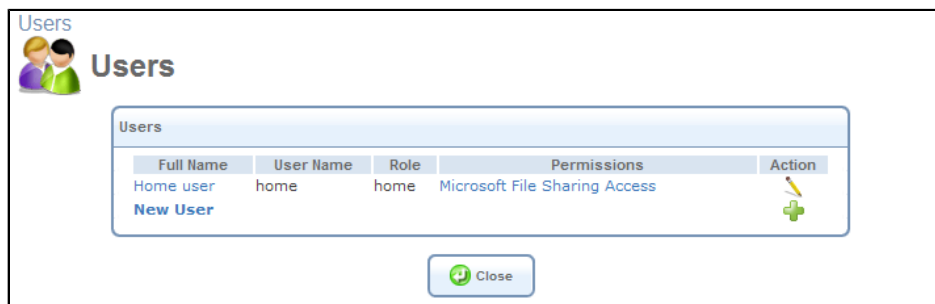 Users
Users
Users
Full Name User Name Role Permissions Action
Home user home home Microsoft File Sharing Access
New User
Close